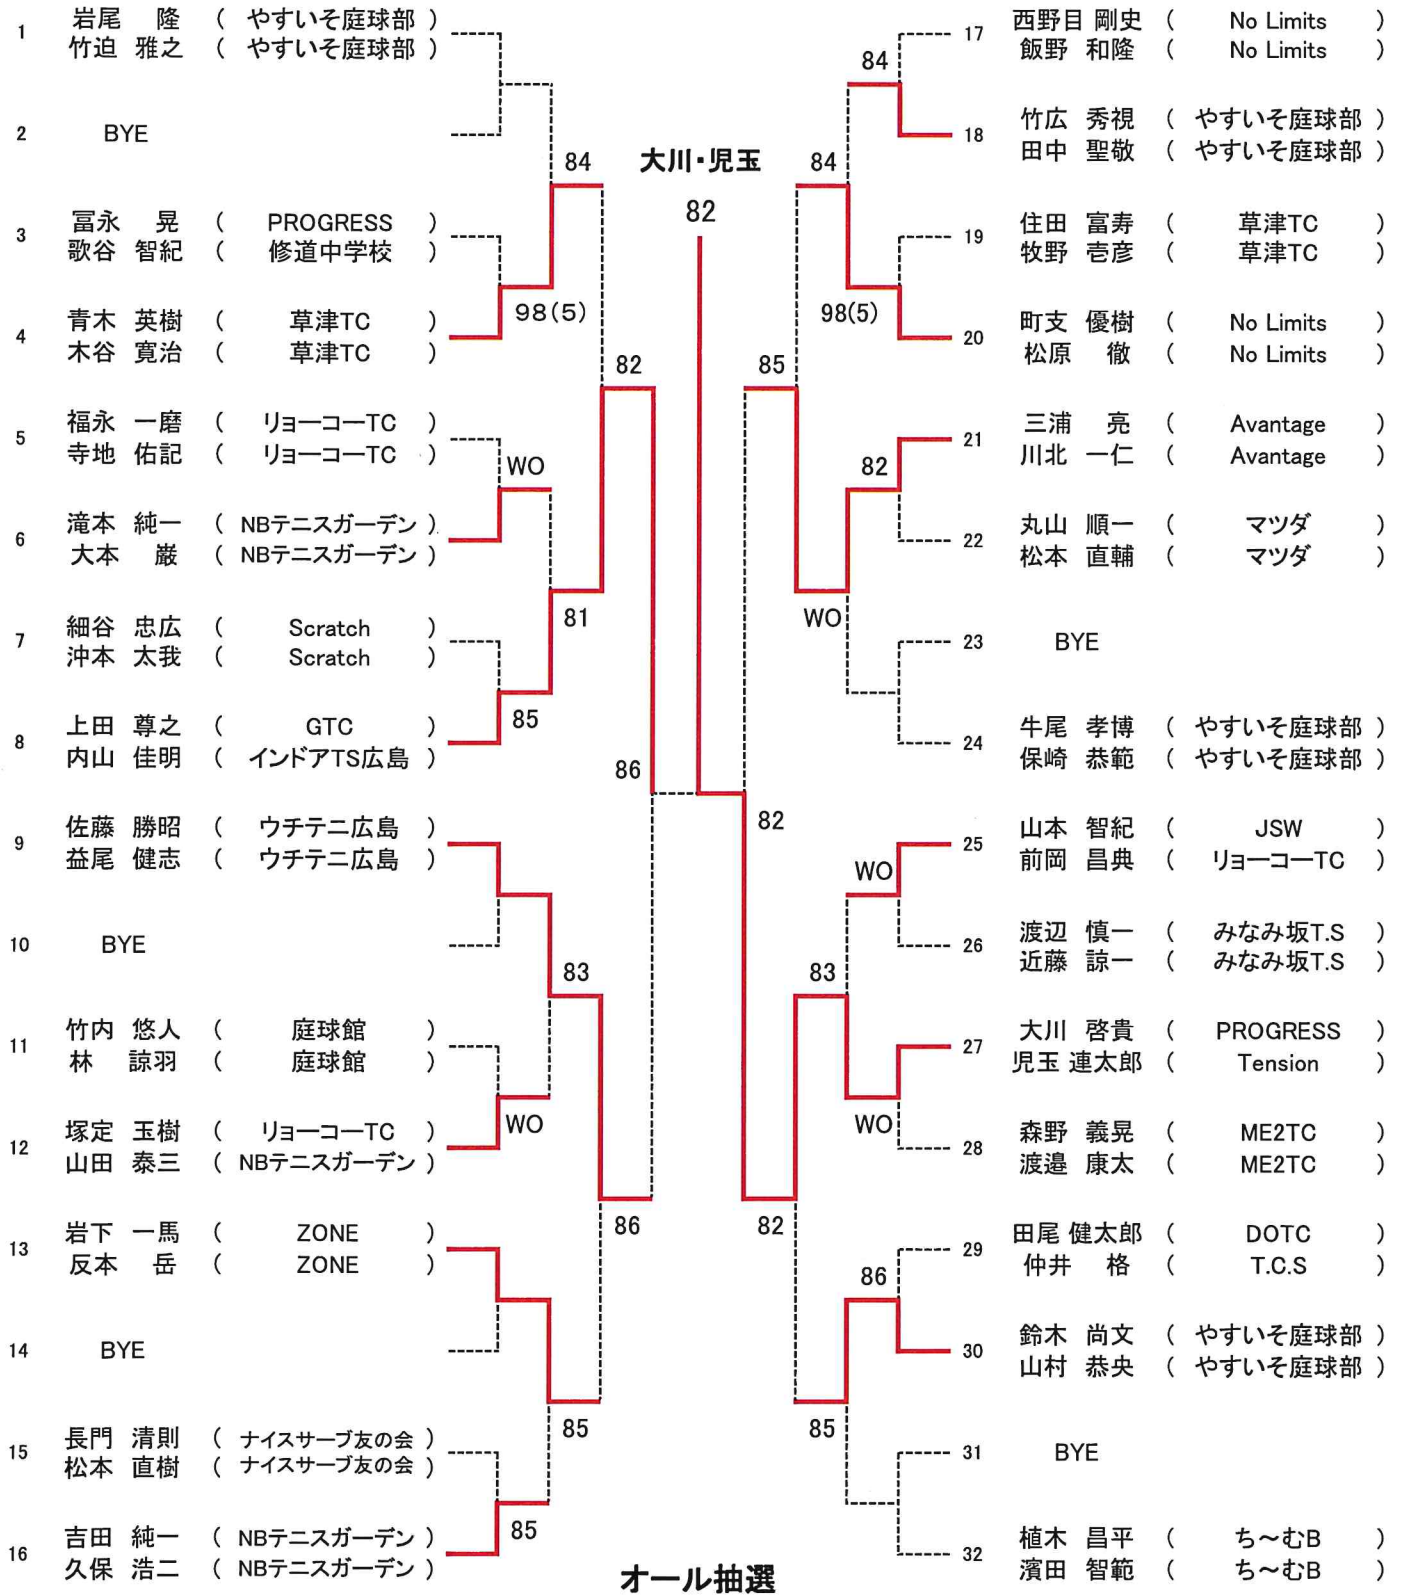 1 岩尾 隆 ( やすいそ庭球部 )
竹迫 雅之 ( やすいそ庭球部 )
2 BYE
3 冨永 晃 ( PROGRESS )
歌谷 智紀 ( 修道中学校 )
4 青木 英樹 ( 草津TC )
木谷 寛治 ( 草津TC )
5 福永 一磨 ( リョーコーTC )
寺地 佑記 ( リョーコーTC )
6 滝本 純一 ( NBテニスガーデン )
大本 巌 ( NBテニスガーデン )
7 細谷 忠広 ( Scratch )
沖本 太我 ( Scratch )
8 上田 尊之 ( GTC )
内山 佳明 ( インドアTS広島 )
9 佐藤 勝昭 ( ウチテニ広島 )
益尾 健志 ( ウチテニ広島 )
10 BYE
11 竹内 悠人 ( 庭球館 )
林 諒羽 ( 庭球館 )
12 塚定 玉樹 ( リョーコーTC )
山田 泰三 ( NBテニスガーデン )
13 岩下 一馬 ( ZONE )
反本 岳 ( ZONE )
14 BYE
15 長門 清則 ( ナイスサーブ友の会 )
松本 直樹 ( ナイスサーブ友の会 )
16 吉田 純一 ( NBテニスガーデン )
久保 浩二 ( NBテニスガーデン )
98(5)
WO
85
WO
85
84
81
83
85
82
86
86
大川・児玉
82
82
85
82
84
WO
83
85
84
98(5)
82
WO
WO
86
17 西野目 剛史 ( No Limits )
飯野 和隆 ( No Limits )
18 竹広 秀視 ( やすいそ庭球部 )
田中 聖敬 ( やすいそ庭球部 )
19 住田 富寿 ( 草津TC )
牧野 壱彦 ( 草津TC )
20 町支 優樹 ( No Limits )
松原 徹 ( No Limits )
21 三浦 亮 ( Avantage )
川北 一仁 ( Avantage )
22 丸山 順一 ( マツダ )
松本 直輔 ( マツダ )
23 BYE
24 牛尾 孝博 ( やすいそ庭球部 )
保崎 恭範 ( やすいそ庭球部 )
25 山本 智紀 ( JSW )
前岡 昌典 ( リョーコーTC )
26 渡辺 慎一 ( みなみ坂T.S )
近藤 諒一 ( みなみ坂T.S )
27 大川 啓貴 ( PROGRESS )
児玉 連太郎 ( Tension )
28 森野 義晃 ( ME2TC )
渡邉 康太 ( ME2TC )
29 田尾 健太郎 ( DOTC )
仲井 格 ( T.C.S )
30 鈴木 尚文 ( やすいそ庭球部 )
山村 恭央 ( やすいそ庭球部 )
31 BYE
32 植木 昌平 ( ち～むB )
濱田 智範 ( ち～むB )
オール抽選